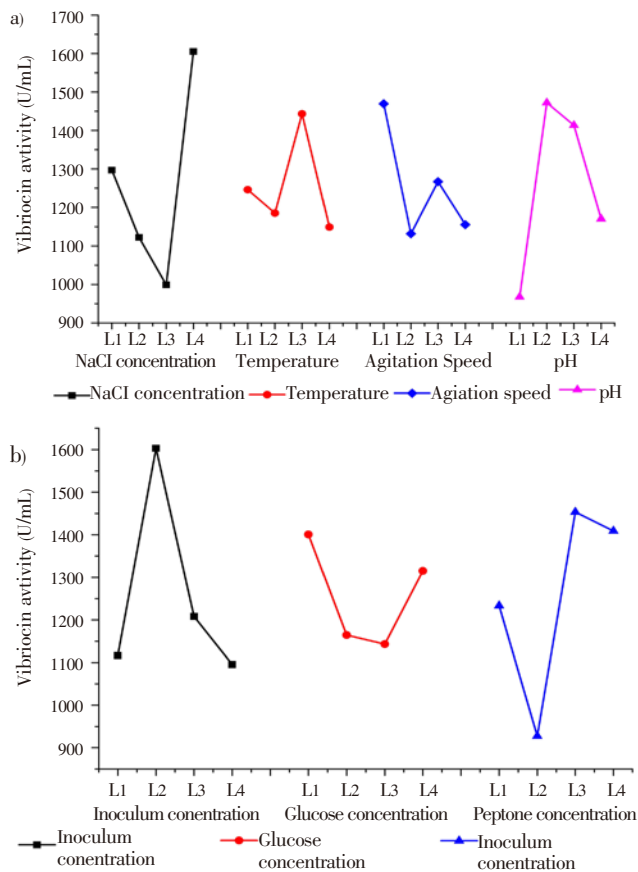 a)
1700
1600
1500
1400
1300
1200
1100
1000
900
Vibriocin avtivity (U/mL)
L1 L2 L3 L4 L1 L2 L3 L4 L1 L2 L3 L4 L1 L2 L3 L4
NaCI concentration Temperature Agitation Speed pH
NaCI concentration Temperature Agiation speed pH
b)
1600
1500
1400
1300
1200
1100
1000
900
Vibriocin avtivity (U/mL)
L1 L2 L3 L4 L1 L2 L3 L4 L1 L2 L3 L4
Inoculum conentration Glucose concentration Peptone concentration
Inoculum Glucose Inoculum
conentration concentration conentration